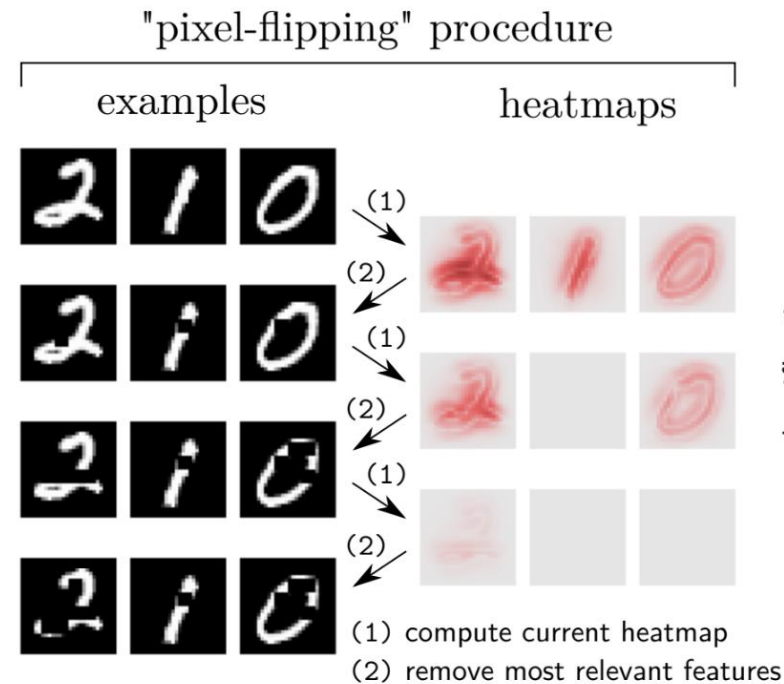 "pixel-flipping" procedure
examples
heatmaps
(1)
(2)
(1)
(2)
(1)
(2)
(1) compute current heatmap
(2) remove most relevant features